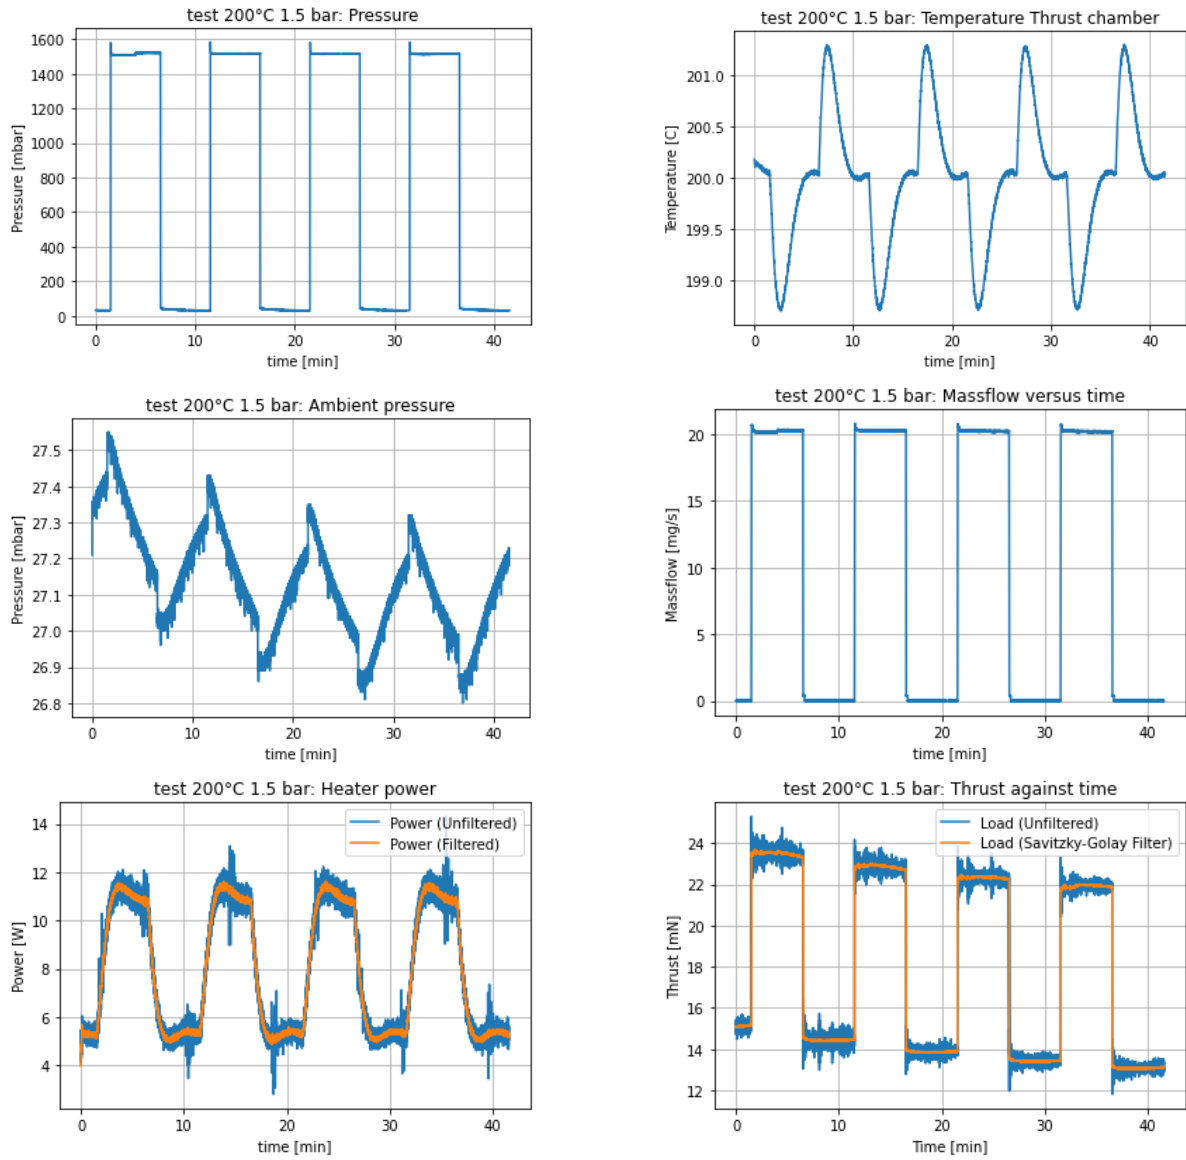 test 200°C 1.5 bar: Pressure
1600
1400
1200
1000
800
600
400
200
0
Pressure [mbar]
0 10 20 30 40
time [min]
test 200°C 1.5 bar: Temperature Thrust chamber
201.0
200.5
200.0
199.5
199.0
Temperature [C]
0 10 20 30 40
time [min]
test 200°C 1.5 bar: Ambient pressure
27.5
27.4
27.3
27.2
27.1
27.0
26.9
26.8
Pressure [mbar]
0 10 20 30 40
time [min]
test 200°C 1.5 bar: Massflow versus time
20
15
10
5
0
Massflow [mg/s]
0 10 20 30 40
time [min]
test 200°C 1.5 bar: Heater power
Power (Unfiltered)
Power (Filtered)
14
12
10
8
6
4
Power [W]
0 10 20 30 40
time [min]
test 200°C 1.5 bar: Thrust against time
Load (Unfiltered)
Load (Savitzky-Golay Filter)
24
22
20
18
16
14
12
Thrust [mN]
0 10 20 30 40
Time [min]